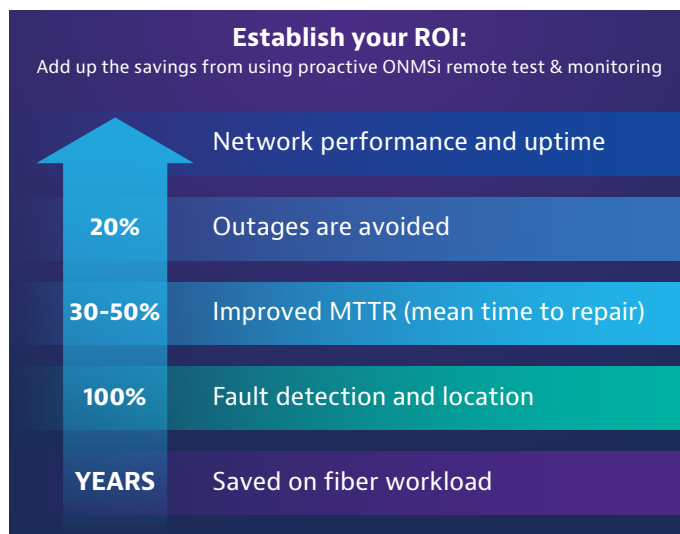 Establish your ROI:
Add up the savings from using proactive ONMSi remote test & monitoring
Network performance and uptime
20% Outages are avoided
30-50% Improved MTTR (mean time to repair)
100% Fault detection and location
YEARS Saved on fiber workload